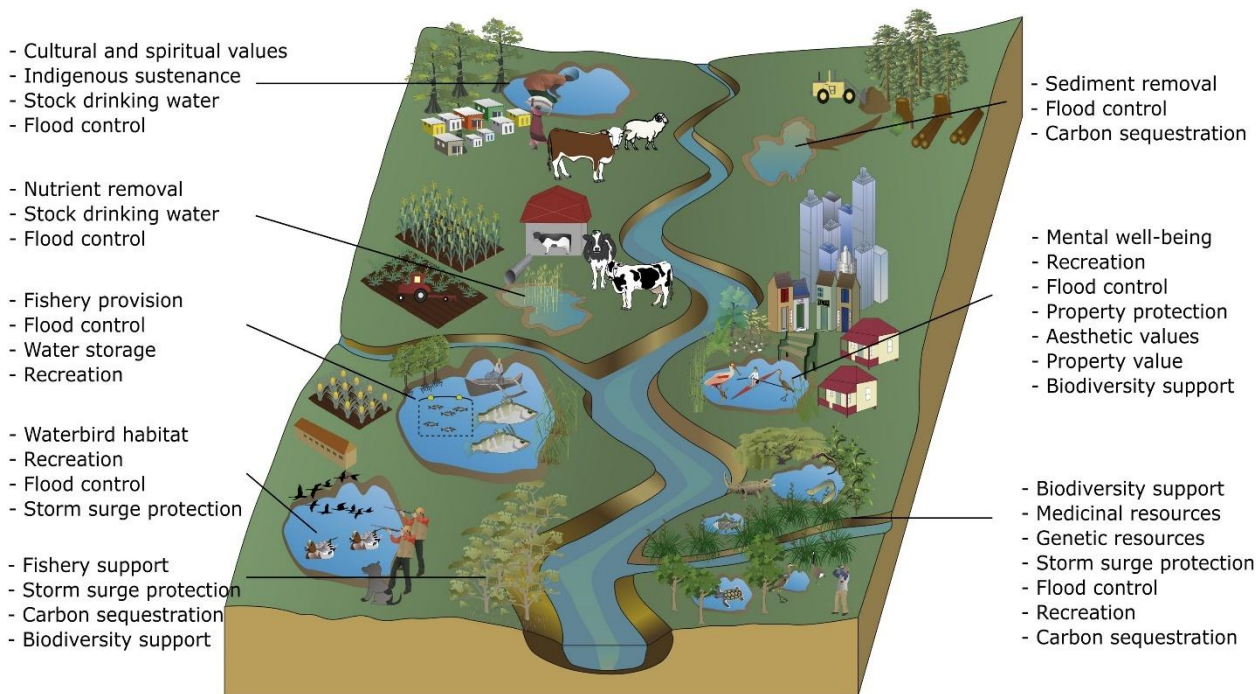 - Cultural and spiritual values
- Indigenous sustenance
- Stock drinking water
- Flood control
- Nutrient removal
- Stock drinking water
- Flood control
- Fishery provision
- Flood control
- Water storage
- Recreation
- Waterbird habitat
- Recreation
- Flood control
- Storm surge protection
- Fishery support
- Storm surge protection
- Carbon sequestration
- Biodiversity support
- Sediment removal
- Flood control
- Carbon sequestration
- Mental well-being
- Recreation
- Flood control
- Property protection
- Aesthetic values
- Property value
- Biodiversity support
- Biodiversity support
- Medicinal resources
- Genetic resources
- Storm surge protection
- Flood control
- Recreation
- Carbon sequestration